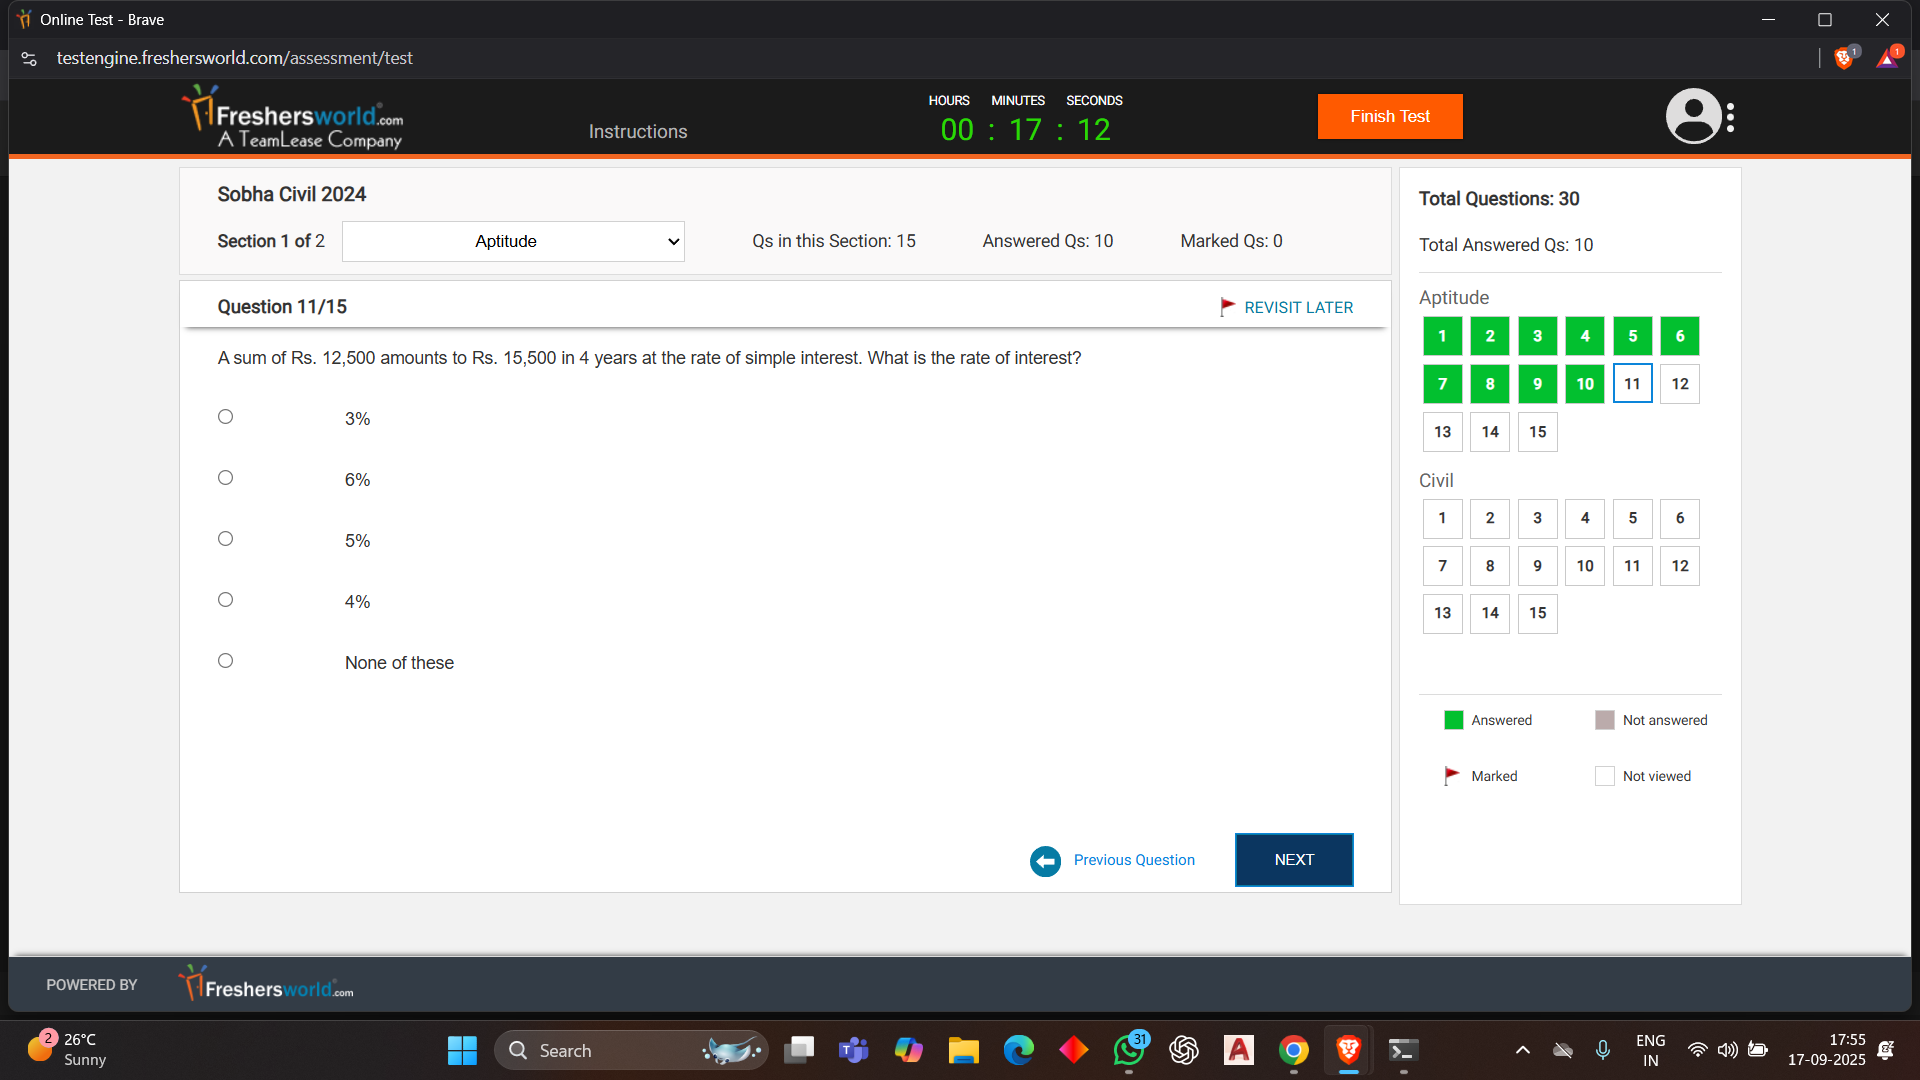 Online Test - Brave
testengine.freshersworld.com/assessment/test
1
1
Freshersworld.com
A TeamLease Company
Instructions
HOURS MINUTES SECONDS
00 : 17 : 12
Finish Test
Sobha Civil 2024
Section 1 of 2
Aptitude
Qs in this Section: 15
Answered Qs: 10
Marked Qs: 0
Question 11/15
REVISIT LATER
A sum of Rs. 12,500 amounts to Rs. 15,500 in 4 years at the rate of simple interest. What is the rate of interest?
3%
6%
5%
4%
None of these
Previous Question
NEXT
Total Questions: 30
Total Answered Qs: 10
Aptitude
1 2 3 4 5 6
7 8 9 10 11 12
13 14 15
Civil
1 2 3 4 5 6
7 8 9 10 11 12
13 14 15
Answered
Not answered
Marked
Not viewed
POWERED BY
Freshersworld.com
2
26°C
Sunny
Search
31
ENG
IN
17:55
17-09-2025